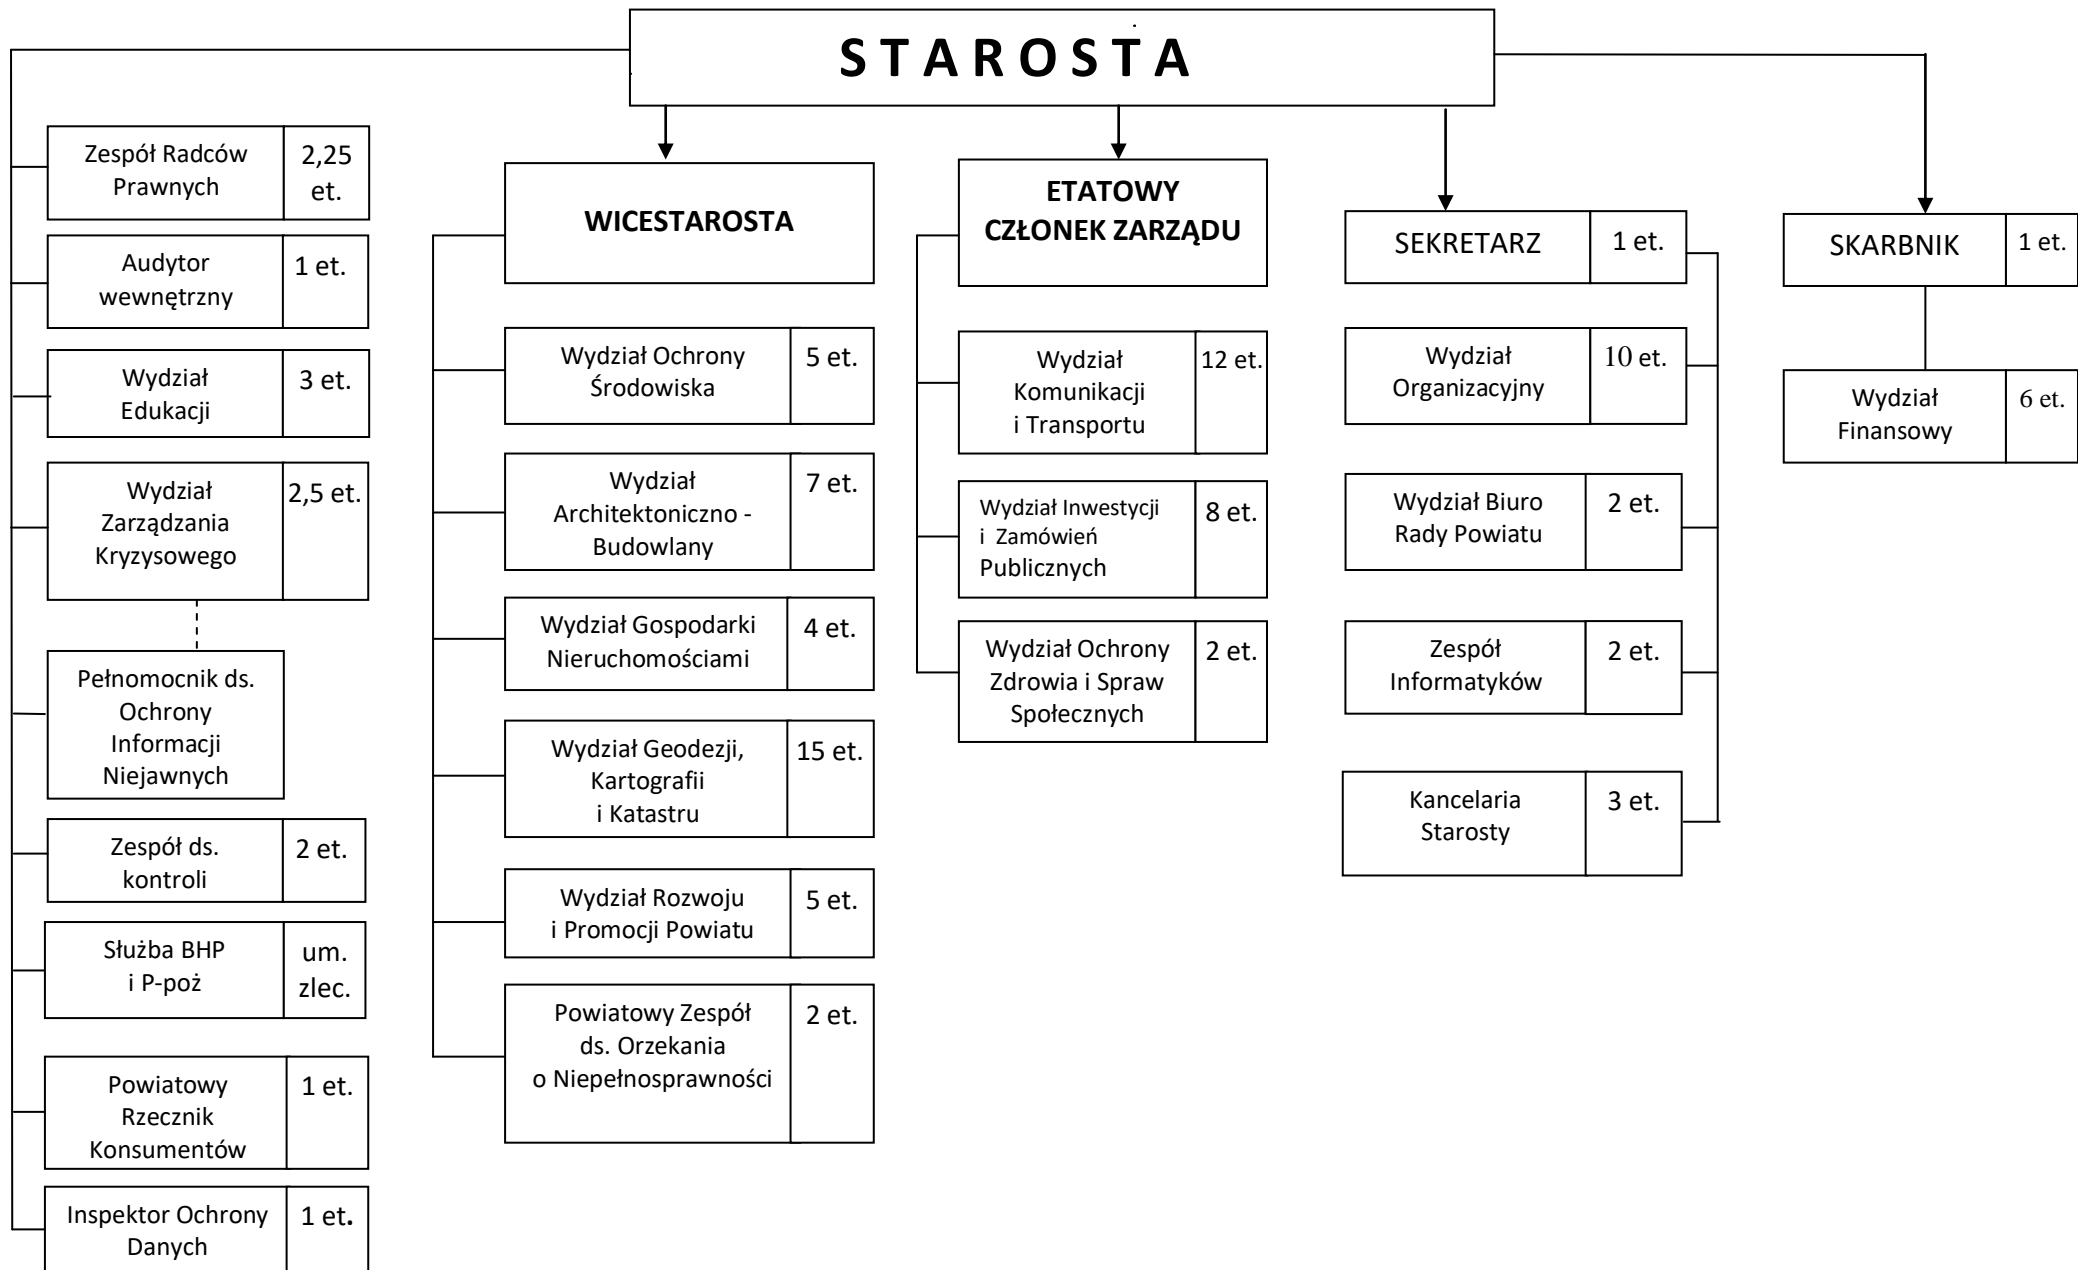 S T A R O S T A
Zespół Radców
Prawnych
2,25
et.
Audytor
wewnętrzny
1 et.
Wydział
Edukacji
3 et.
Wydział
Zarządzania
Kryzysowego
2,5 et.
Pełnomocnik ds.
Ochrony
Informacji
Niejawnych
Zespół ds.
kontroli
2 et.
Służba BHP
i P-poż
um.
zlec.
Powiatowy
Rzecznik
Konsumentów
1 et.
Inspektor Ochrony
Danych
1 et.
WICESTAROSTA
Wydział Ochrony
Środowiska
5 et.
Wydział
Architektoniczno -
Budowlany
7 et.
Wydział Gospodarki
Nieruchomościami
4 et.
Wydział Geodezji,
Kartografii
i Katastru
15 et.
Wydział Rozwoju
i Promocji Powiatu
5 et.
Powiatowy Zespół
ds. Orzekania
o Niepełnosprawności
2 et.
ETATOWY
CZŁONEK ZARZĄDU
Wydział
Komunikacji
i Transportu
12 et.
Wydział Inwestycji
i Zamówień
Publicznych
8 et.
Wydział Ochrony
Zdrowia i Spraw
Społecznych
2 et.
SEKRETARZ
1 et.
Wydział
Organizacyjny
10 et.
Wydział Biuro
Rady Powiatu
2 et.
Zespół
Informatyków
2 et.
Kancelaria
Starosty
3 et.
SKARBNIK
1 et.
Wydział
Finansowy
6 et.